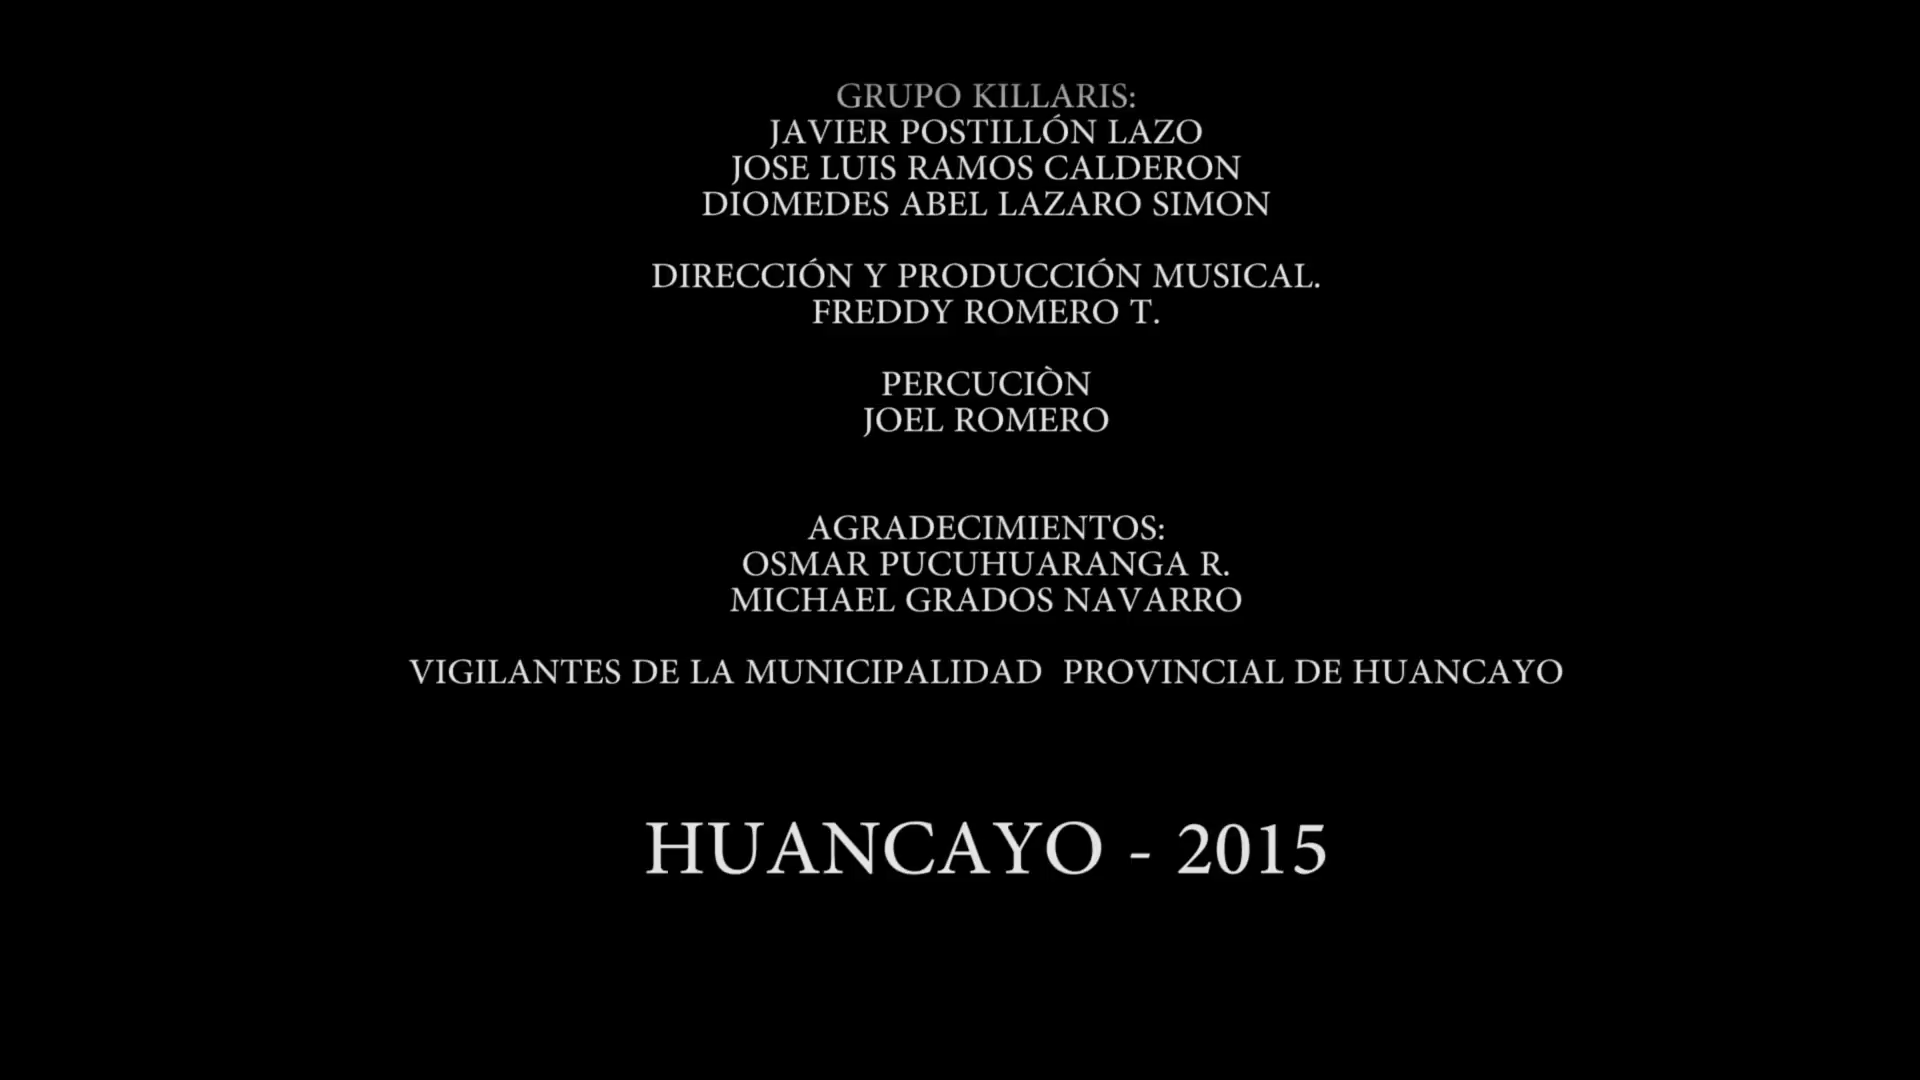 GRUPO KILLARIS:
JAVIER POSTILLÓN LAZO
JOSE LUIS RAMOS CALDERON
DIOMEDES ABEL LAZARO SIMON
DIRECCIÓN Y PRODUCCIÓN MUSICAL.
FREDDY ROMERO T.
PERCUCIÒN
JOEL ROMERO
AGRADECIMIENTOS:
OSMAR PUCUHUARANGA R.
MICHAEL GRADOS NAVARRO
VIGILANTES DE LA MUNICIPALIDAD  PROVINCIAL DE HUANCAYO
HUANCAYO - 2015